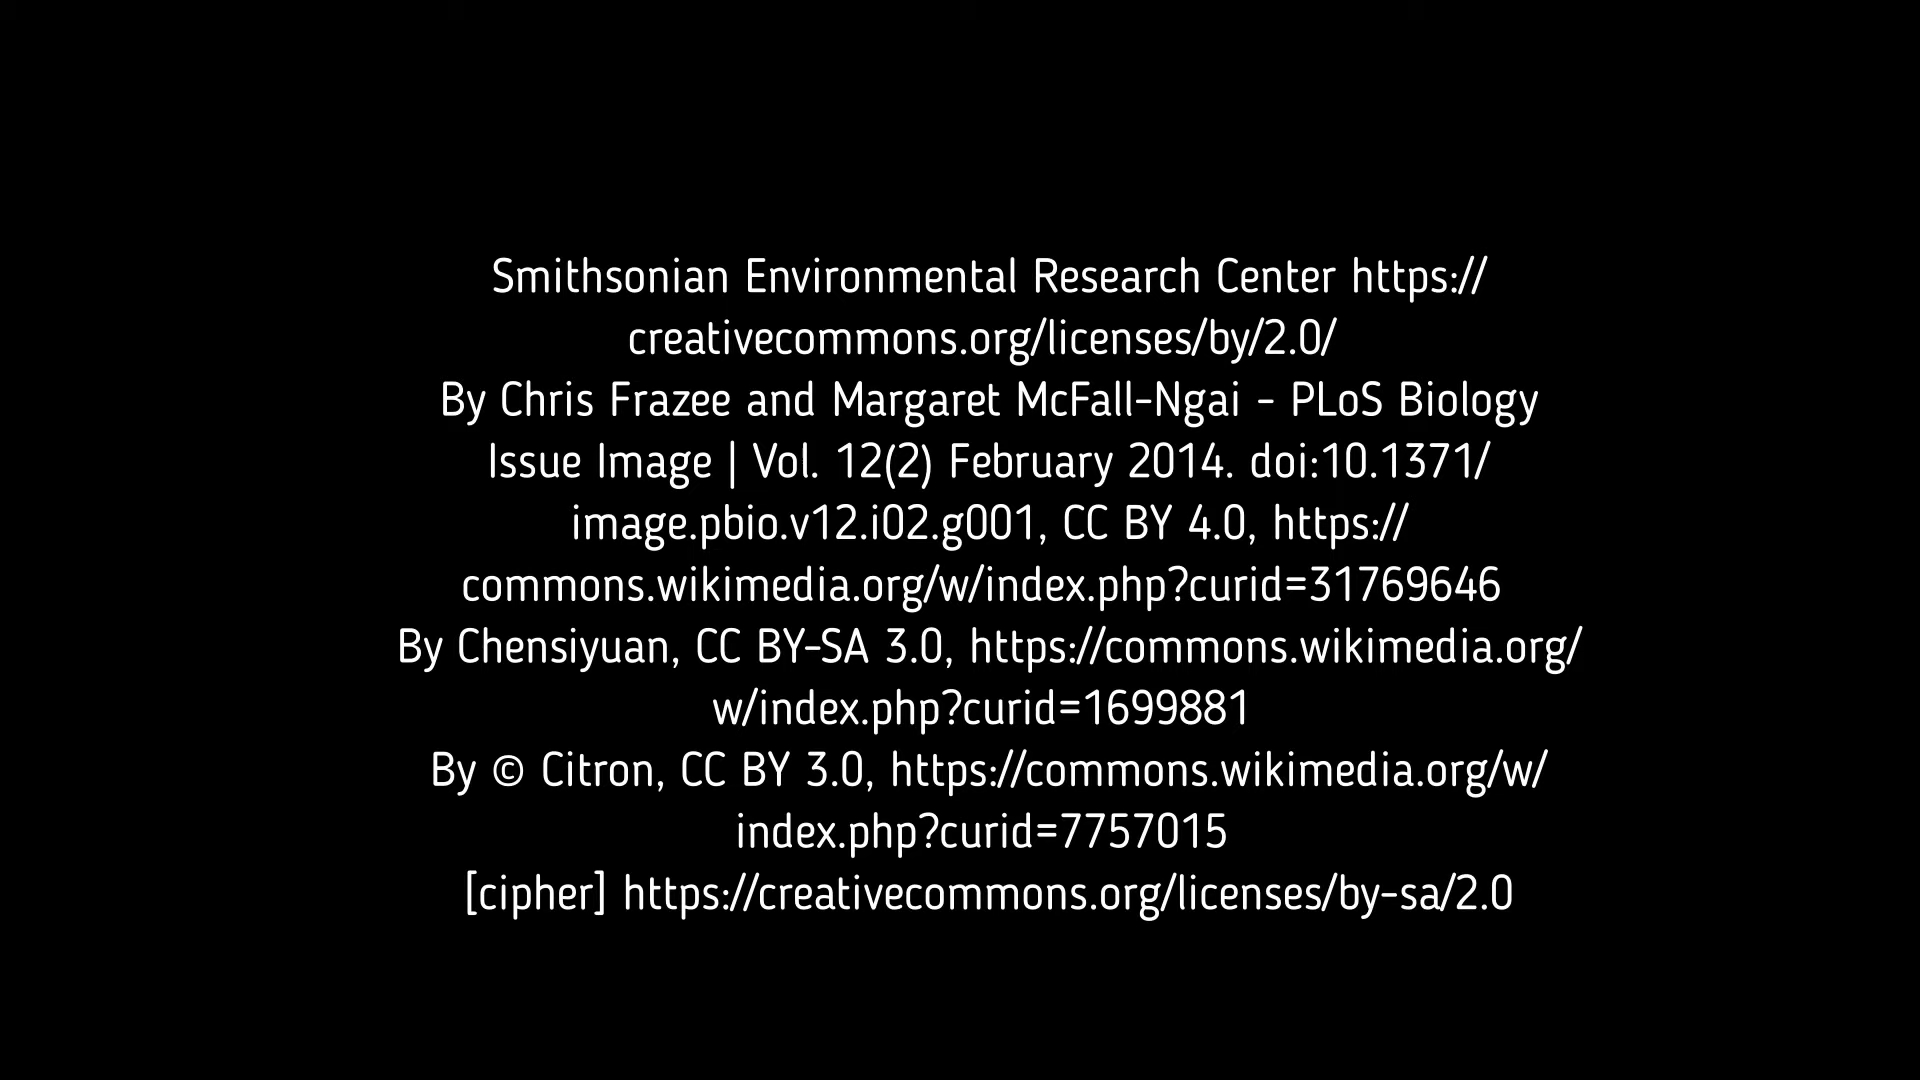 Smithsonian Environmental Research Center https://
creativecommons.org/licenses/by/2.0/
By Chris Frazee and Margaret McFall-Ngai - PLoS Biology
Issue Image | Vol. 12(2) February 2014. doi:10.1371/
image.pbio.v12.i02.g001, CC BY 4.0, https://
commons.wikimedia.org/w/index.php?curid=31769646
By Chensiyuan, CC BY-SA 3.0, https://commons.wikimedia.org/
w/index.php?curid=1699881
By © Citron, CC BY 3.0, https://commons.wikimedia.org/w/
index.php?curid=7757015
[cipher] https://creativecommons.org/licenses/by-sa/2.0